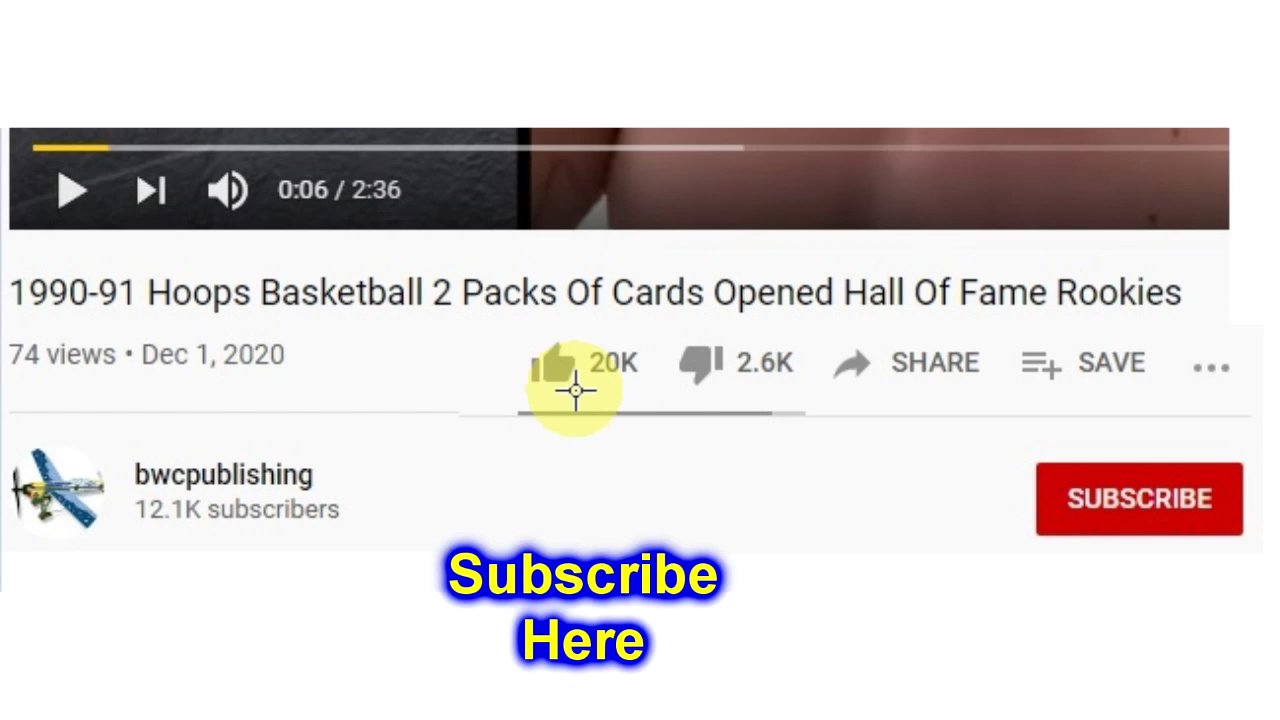 0:06 / 2:36
1990-91 Hoops Basketball 2 Packs Of Cards Opened Hall Of Fame Rookies
74 views • Dec 1, 2020
20K 2.6K SHARE SAVE
bwcpublishing
12.1K subscribers
SUBSCRIBE
Subscribe
Here